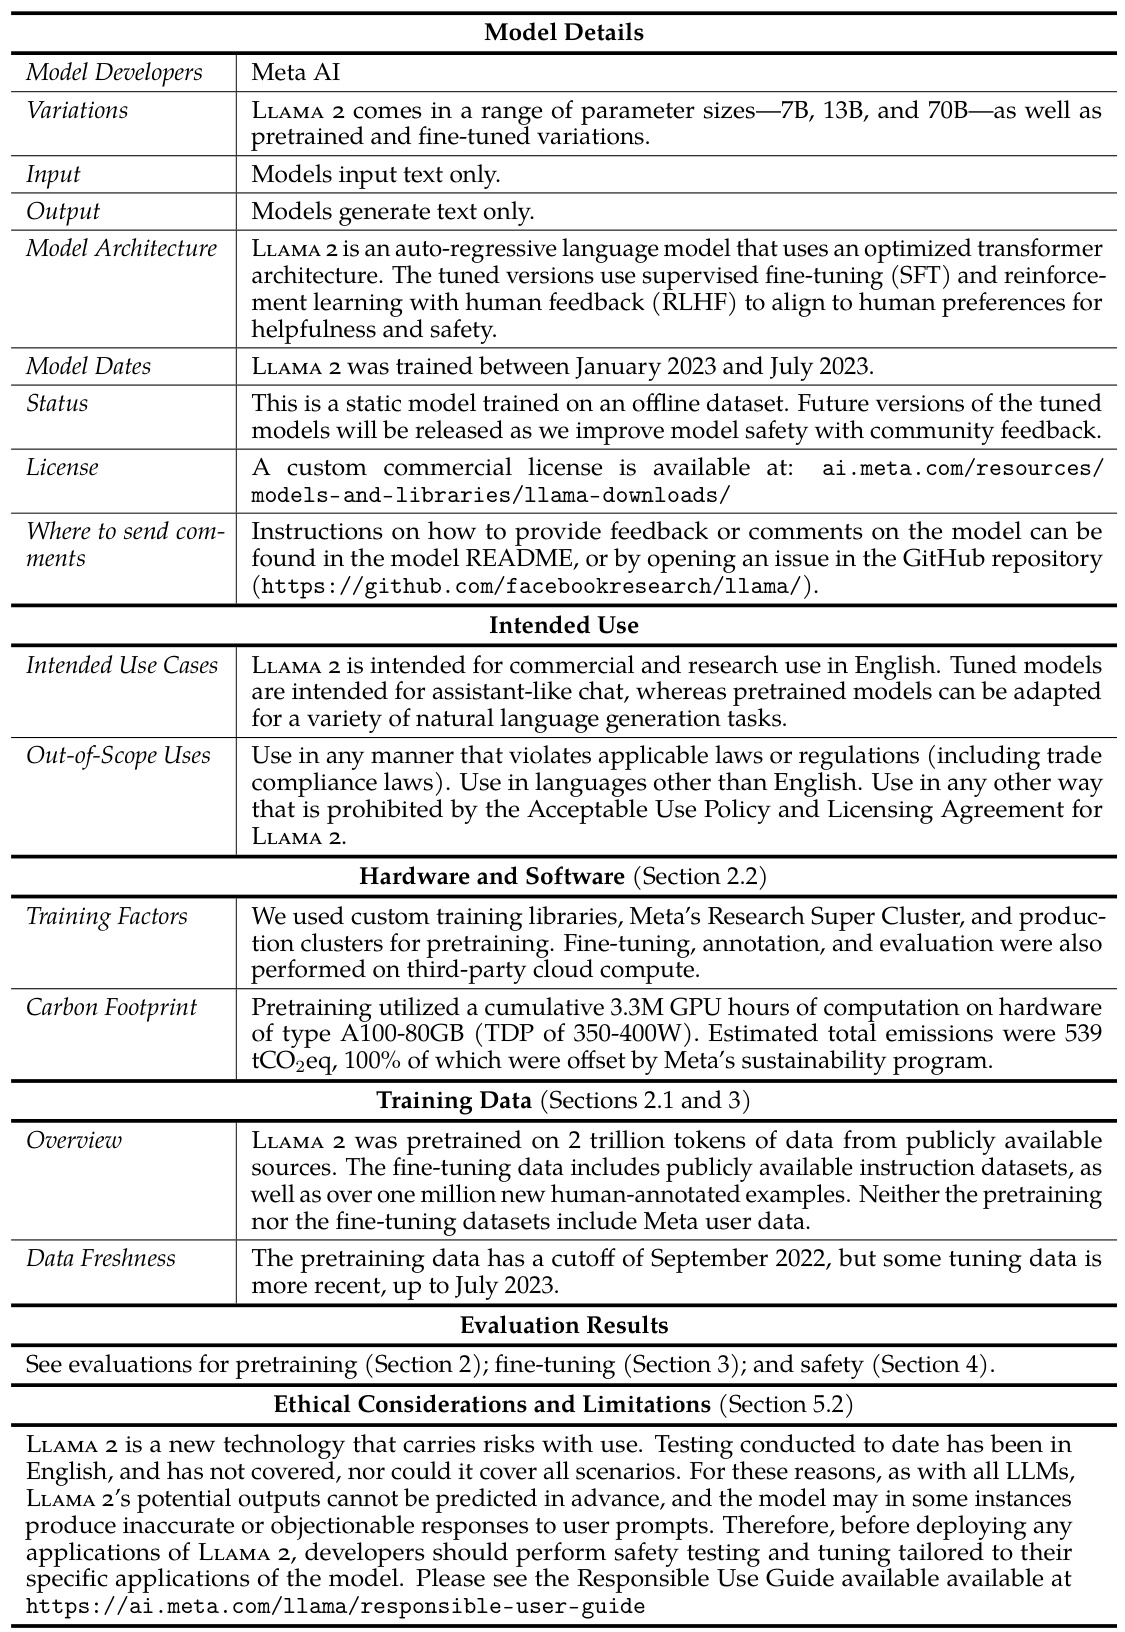 Model Details
Model Developers Meta AI
Variations LLAMA 2 comes in a range of parameter sizes—7B, 13B, and 70B—as well as
pretrained and fine-tuned variations.
Input Models input text only.
Output Models generate text only.
Model Architecture LLAMA 2 is an auto-regressive language model that uses an optimized transformer
architecture. The tuned versions use supervised fine-tuning (SFT) and reinforce-
ment learning with human feedback (RLHF) to align to human preferences for
helpfulness and safety.
Model Dates LLAMA 2 was trained between January 2023 and July 2023.
Status This is a static model trained on an offline dataset. Future versions of the tuned
models will be released as we improve model safety with community feedback.
License A custom commercial license is available at: ai.meta.com/resources/
models-and-libraries/llama-downloads/
Where to send com- Instructions on how to provide feedback or comments on the model can be
ments found in the model README, or by opening an issue in the GitHub repository
(https://github.com/facebookresearch/llama/).
Intended Use
Intended Use Cases LLAMA 2 is intended for commercial and research use in English. Tuned models
are intended for assistant-like chat, whereas pretrained models can be adapted
for a variety of natural language generation tasks.
Out-of-Scope Uses Use in any manner that violates applicable laws or regulations (including trade
compliance laws). Use in languages other than English. Use in any other way
that is prohibited by the Acceptable Use Policy and Licensing Agreement for
LLAMA 2.
Hardware and Software (Section 2.2)
Training Factors We used custom training libraries, Meta's Research Super Cluster, and produc-
tion clusters for pretraining. Fine-tuning, annotation, and evaluation were also
performed on third-party cloud compute.
Carbon Footprint Pretraining utilized a cumulative 3.3M GPU hours of computation on hardware
of type A100-80GB (TDP of 350-400W). Estimated total emissions were 539
tCO₂eq, 100% of which were offset by Meta's sustainability program.
Training Data (Sections 2.1 and 3)
Overview LLAMA 2 was pretrained on 2 trillion tokens of data from publicly available
sources. The fine-tuning data includes publicly available instruction datasets, as
well as over one million new human-annotated examples. Neither the pretraining
nor the fine-tuning datasets include Meta user data.
Data Freshness The pretraining data has a cutoff of September 2022, but some tuning data is
more recent, up to July 2023.
Evaluation Results
See evaluations for pretraining (Section 2); fine-tuning (Section 3); and safety (Section 4).
Ethical Considerations and Limitations (Section 5.2)
LLAMA 2 is a new technology that carries risks with use. Testing conducted to date has been in
English, and has not covered, nor could it cover all scenarios. For these reasons, as with all LLMs,
LLAMA 2's potential outputs cannot be predicted in advance, and the model may in some instances
produce inaccurate or objectionable responses to user prompts. Therefore, before deploying any
applications of LLAMA 2, developers should perform safety testing and tuning tailored to their
specific applications of the model. Please see the Responsible Use Guide available available at
https://ai.meta.com/llama/responsible-user-guide